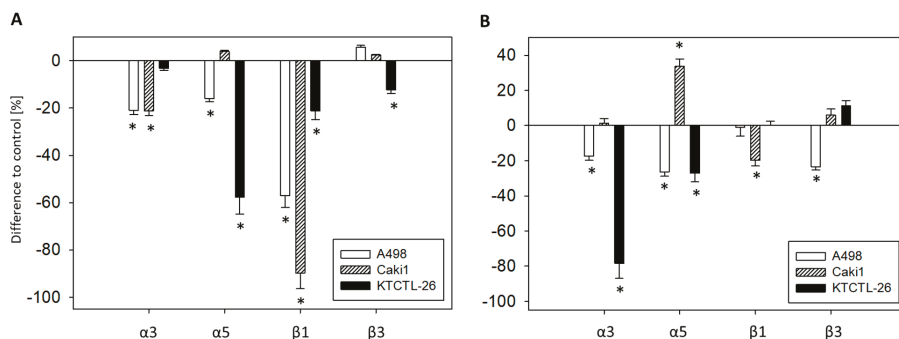 A
Difference to control [%]
0
-20
-40
-60
-80
-100
* * * * * * * *
A498
Caki1
KTCTL-26
α3 α5 β1 β3
B
40
20
0
-20
-40
-60
-80
-100
* * * * * * *
A498
Caki1
KTCTL-26
α3 α5 β1 β3